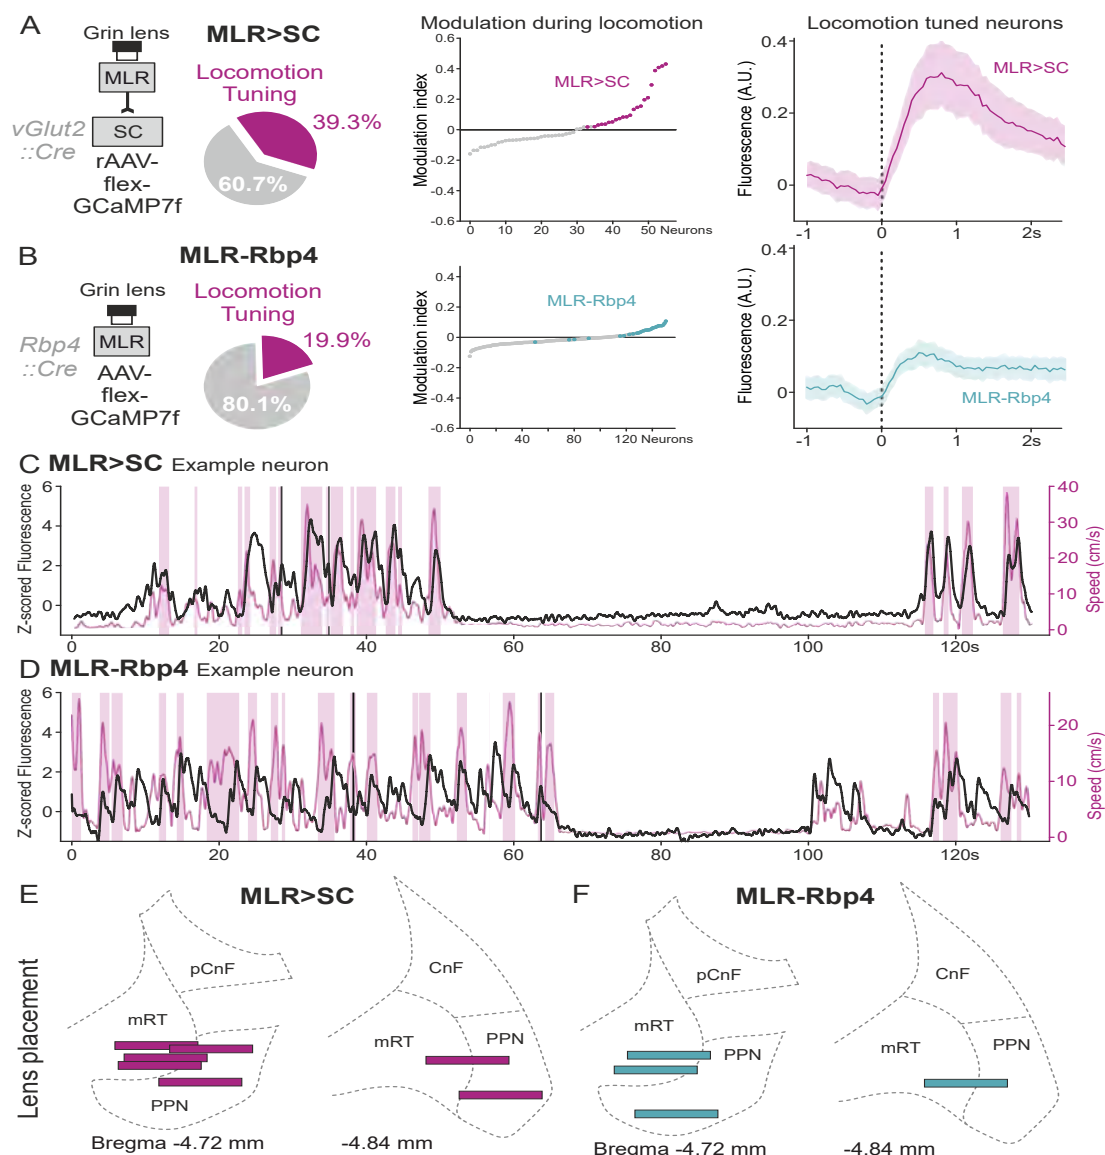 A
Grin lens
MLR
SC
vGlut2
::Cre
rAAV-
flex-
GCaMP7f
MLR>SC
Locomotion
Tuning
39.3%
60.7%
Modulation during locomotion
Modulation index
0.6
0.4
0.2
0
-0.2
-0.4
-0.6
MLR>SC
0 10 20 30 40 50 Neurons
Locomotion tuned neurons
Fluorescence (A.U.)
0.4
0.2
0
MLR>SC
-1 0 1 2s
B
Grin lens
MLR
Rbp4
::Cre
AAV-
flex-
GCaMP7f
MLR-Rbp4
Locomotion
Tuning
19.9%
80.1%
Modulation index
0.4
0.2
0
-0.2
-0.4
-0.6
MLR-Rbp4
0 40 80 120 Neurons
Fluorescence (A.U.)
0.4
0.2
0
MLR-Rbp4
-1 0 1 2s
C MLR>SC Example neuron
Z-scored Fluorescence
6
4
2
0
40
30
20
10
0
Speed (cm/s)
0 20 40 60 80 100 120s
D MLR-Rbp4 Example neuron
Z-scored Fluorescence
6
4
2
0
20
10
0
Speed (cm/s)
0 20 40 60 80 100 120s
Lens placement
E MLR>SC
pCnF
mRT
PPN
Bregma -4.72 mm
CnF
mRT
PPN
-4.84 mm
F MLR-Rbp4
pCnF
mRT
PPN
Bregma -4.72 mm
CnF
mRT
PPN
-4.84 mm